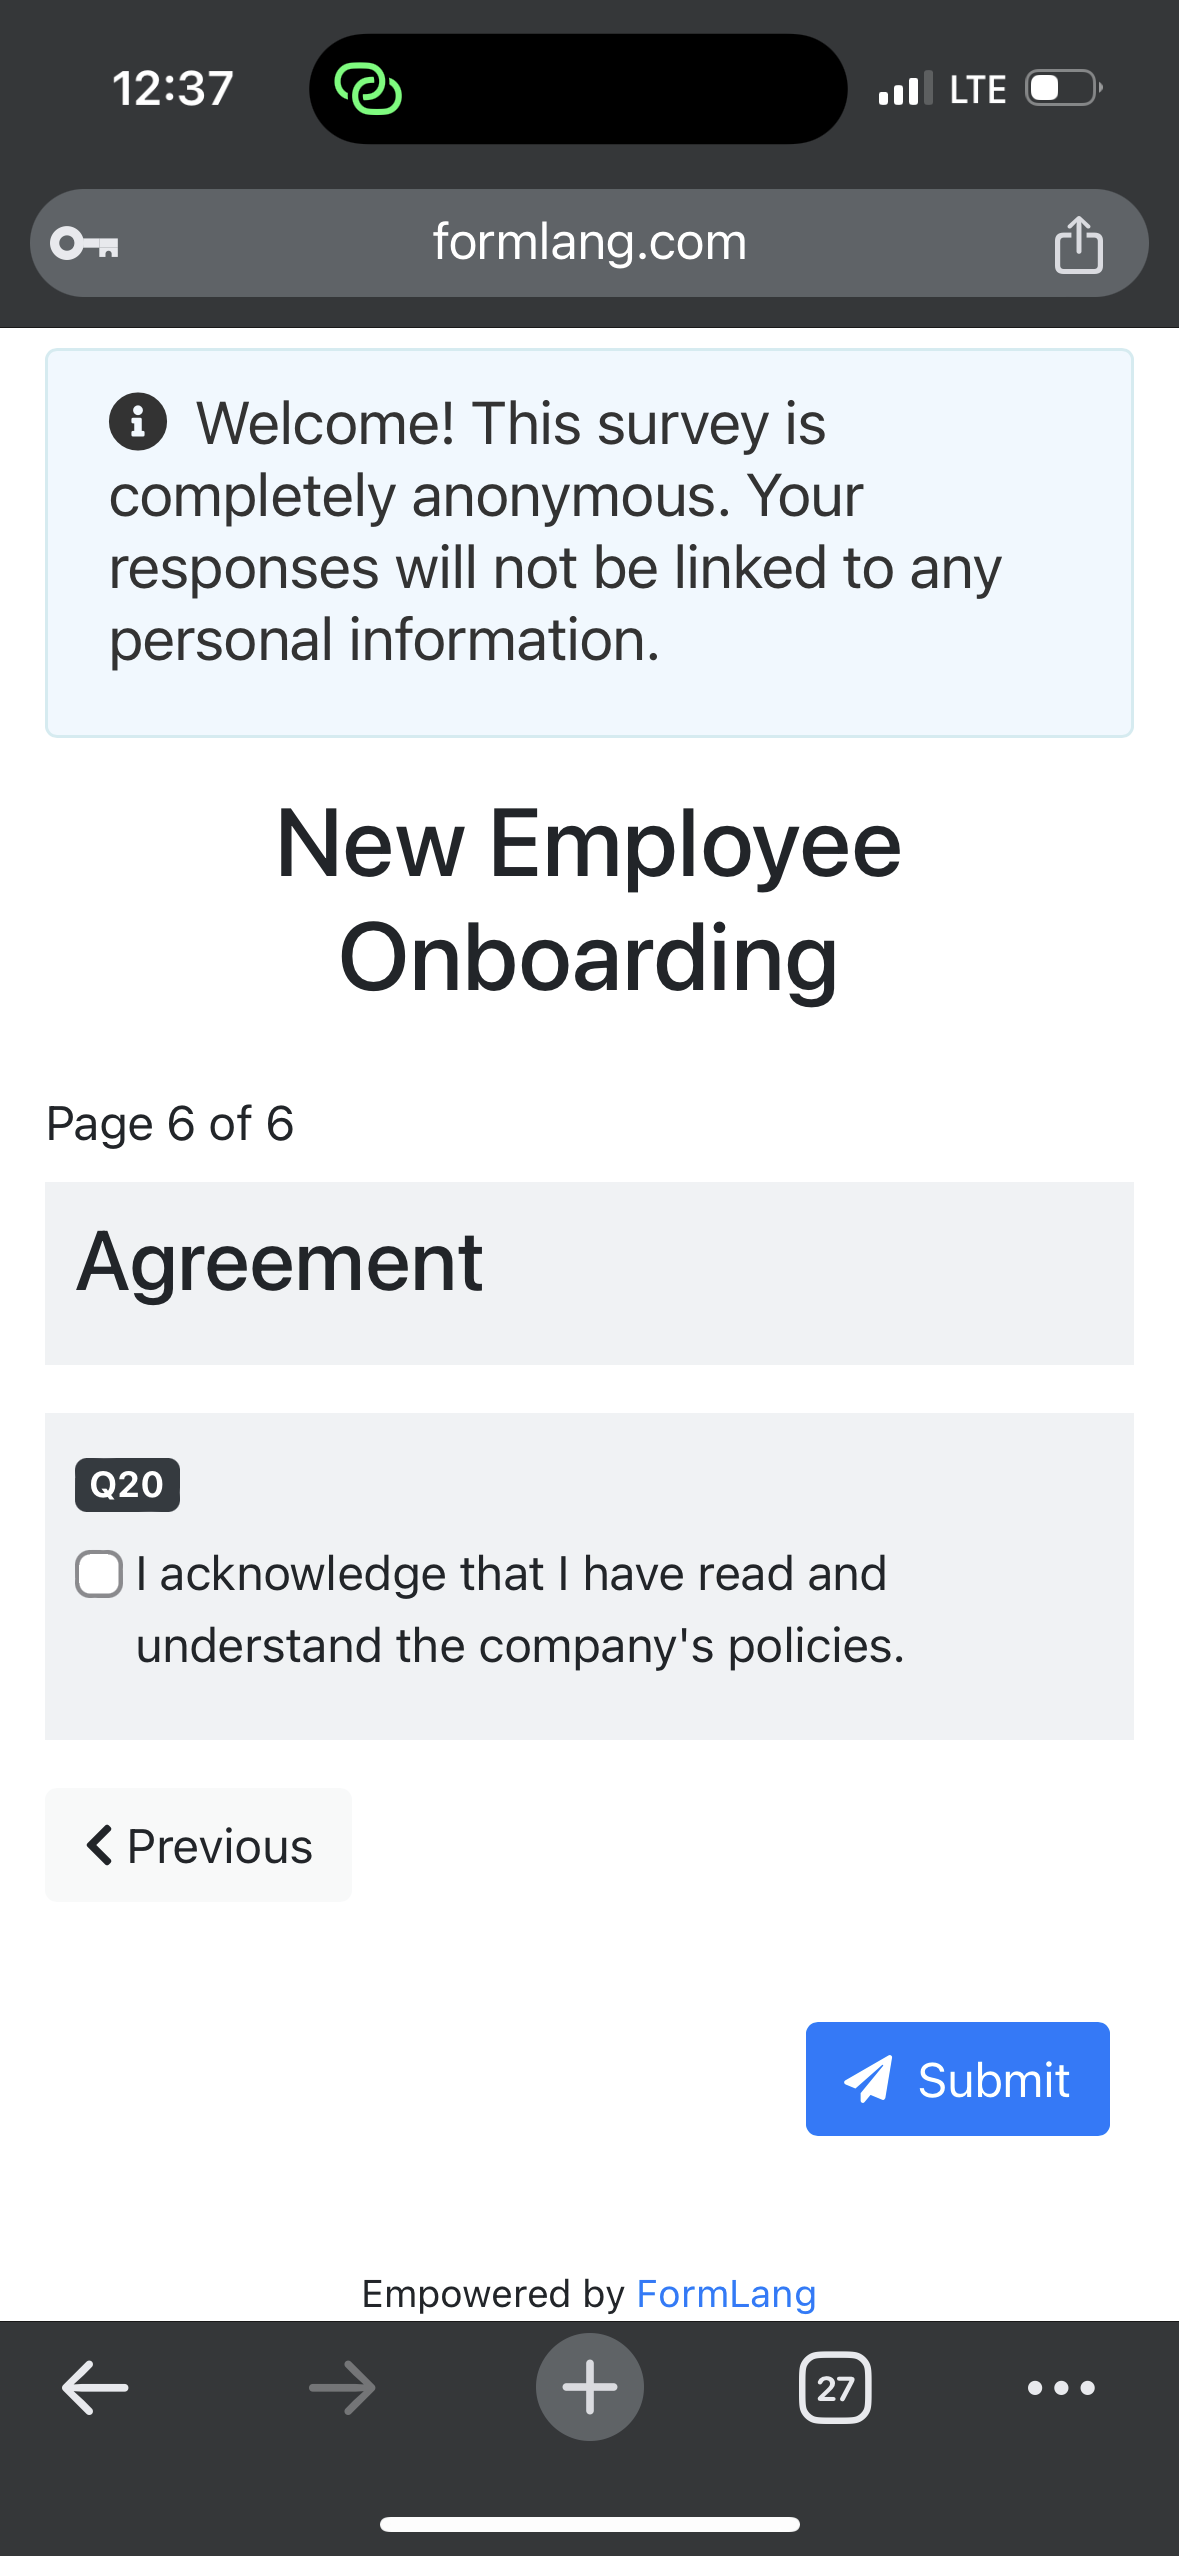 12:37
LTE
formlang.com
Welcome! This survey is
completely anonymous. Your
responses will not be linked to any
personal information.
New Employee
Onboarding
Page 6 of 6
Agreement
Q20
I acknowledge that I have read and
understand the company's policies.
Previous
Submit
Empowered by FormLang
27